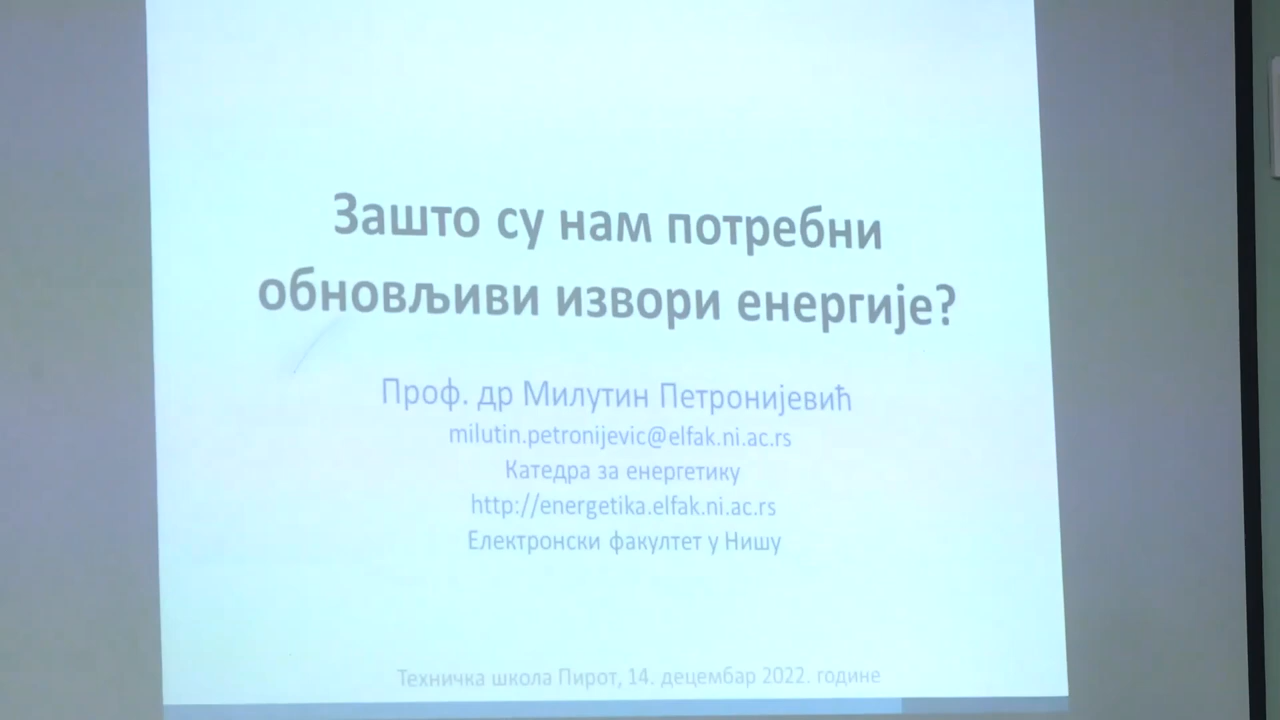 Зашто су нам потребни
обновљиви извори енергије?
Проф. др Милутин Петронијевић
milutin.petronijevic@elfak.ni.ac.rs
Катедра за енергетику
http://energetika.elfak.ni.ac.rs
Електронски факултет у Нишу
Техничка школа Пирот, 14. децембар 2022. године